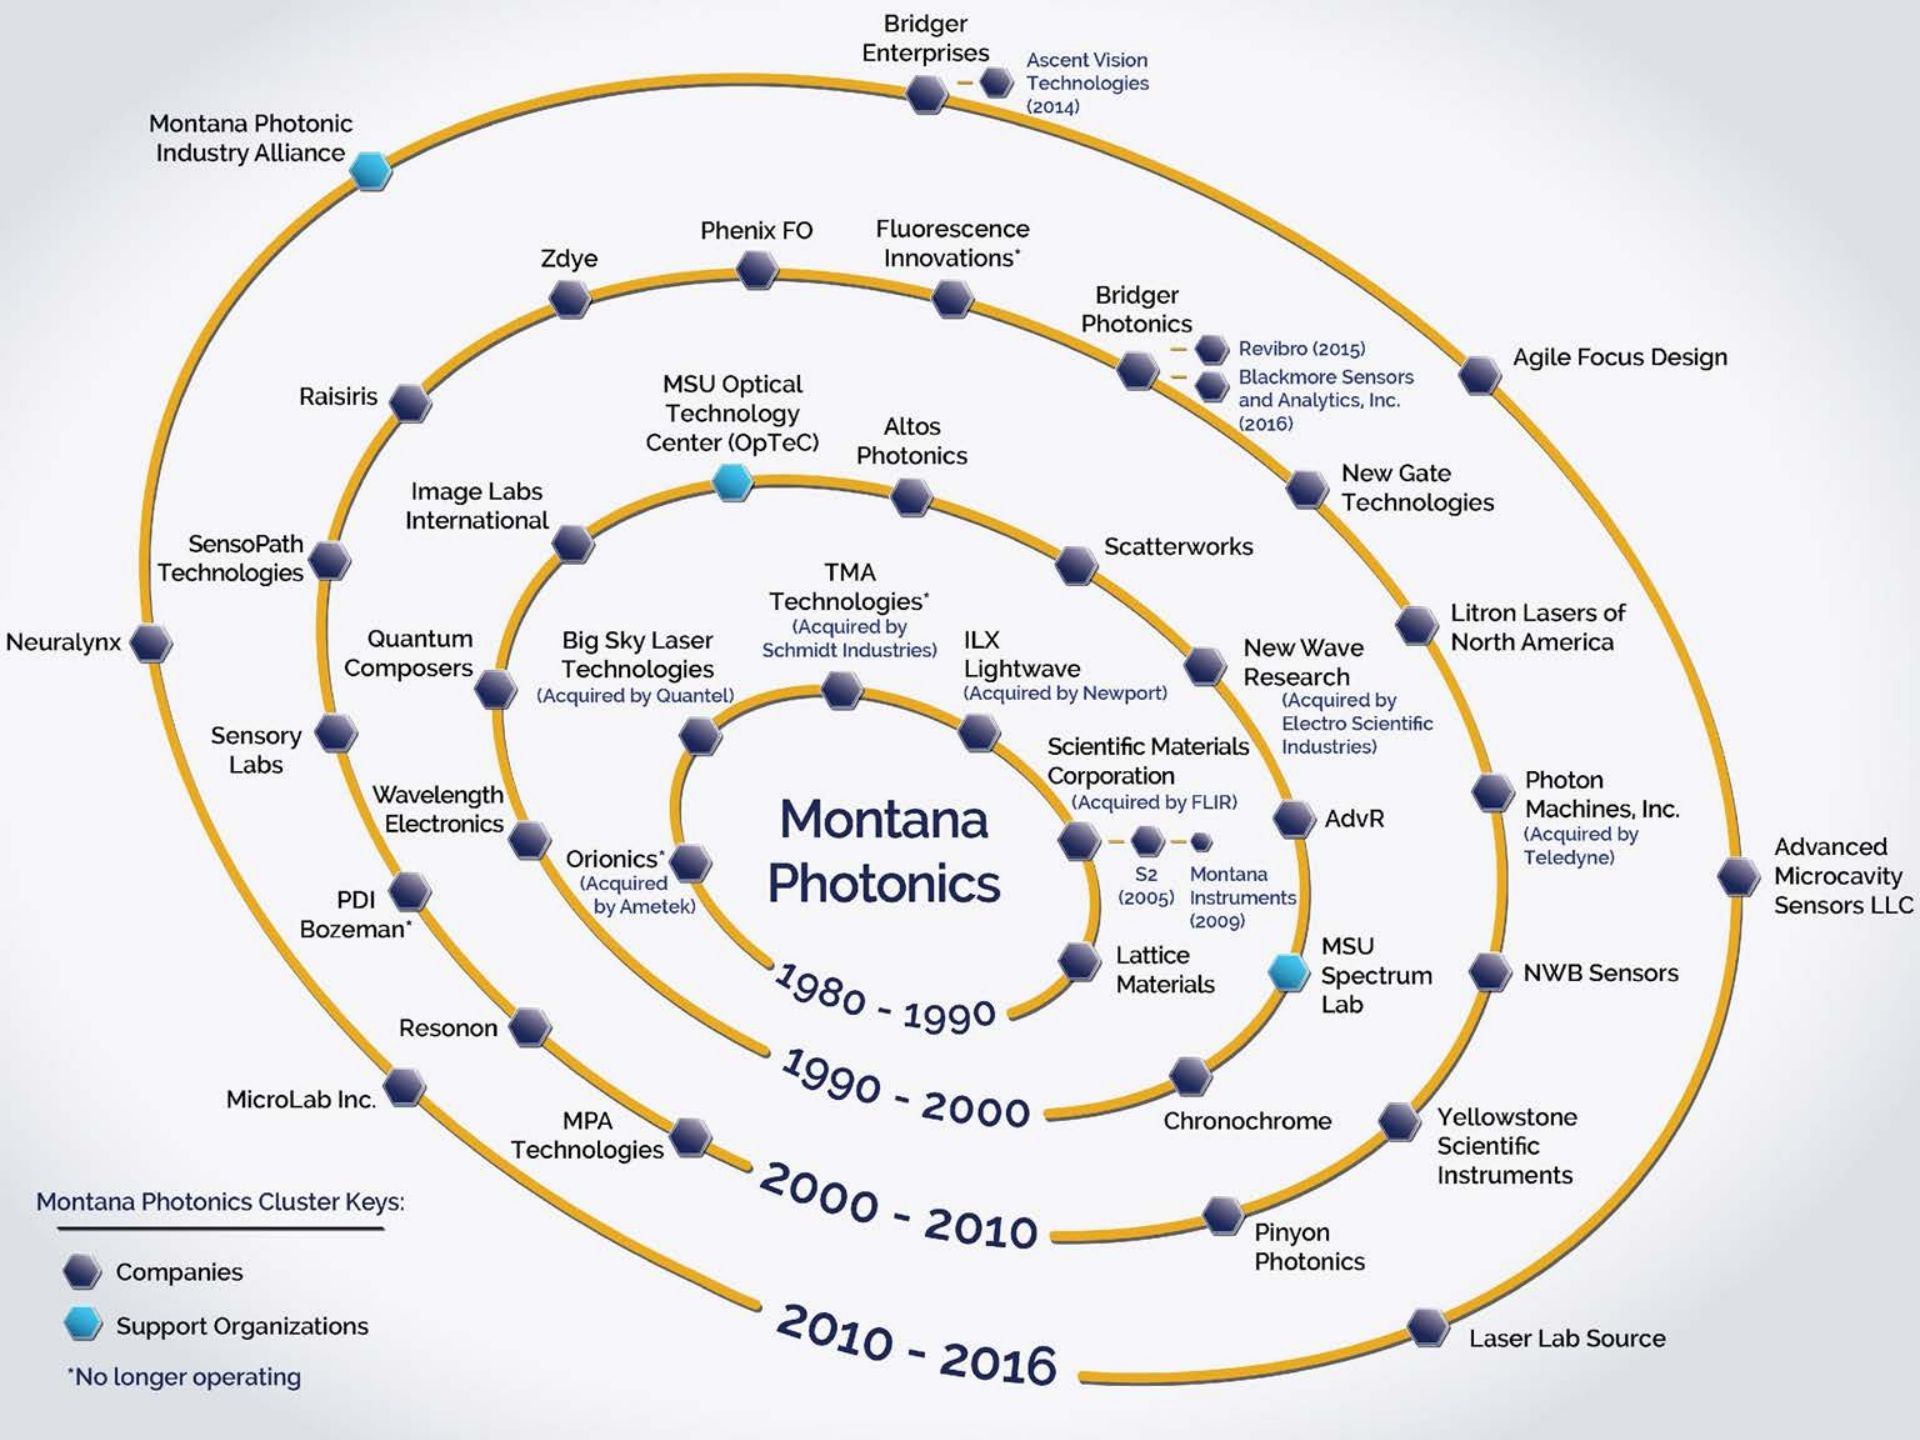 Bridger
Enterprises
Ascent Vision
Technologies
(2014)
Montana Photonic
Industry Alliance
Phenix FO
Fluorescence
Innovations*
Zdye
Bridger
Photonics
Revibro (2015)
Blackmore Sensors
and Analytics, Inc.
(2016)
Agile Focus Design
Raisiris
MSU Optical
Technology
Center (OpTeC)
Altos
Photonics
New Gate
Technologies
Image Labs
International
SensoPath
Technologies
Scatterworks
TMA
Technologies*
(Acquired by
Schmidt Industries)
Litron Lasers of
North America
Neuralynx
Quantum
Composers
Big Sky Laser
Technologies
(Acquired by Quantel)
ILX
Lightwave
(Acquired by Newport)
New Wave
Research
(Acquired by
Electro Scientific
Industries)
Sensory
Labs
Scientific Materials
Corporation
(Acquired by FLIR)
Photon
Machines, Inc.
(Acquired by
Teledyne)
Wavelength
Electronics
Montana
Photonics
AdvR
Advanced
Microcavity
Sensors LLC
Orionics*
(Acquired
by Ametek)
S2
(2005)
Montana
Instruments
(2009)
PDI
Bozeman*
Lattice
Materials
MSU
Spectrum
Lab
NWB Sensors
1980 - 1990
Resonon
1990 - 2000
MicroLab Inc.
MPA
Technologies
Chronochrome
Yellowstone
Scientific
Instruments
2000 - 2010
Pinyon
Photonics
2010 - 2016
Laser Lab Source
Montana Photonics Cluster Keys:
Companies
Support Organizations
*No longer operating